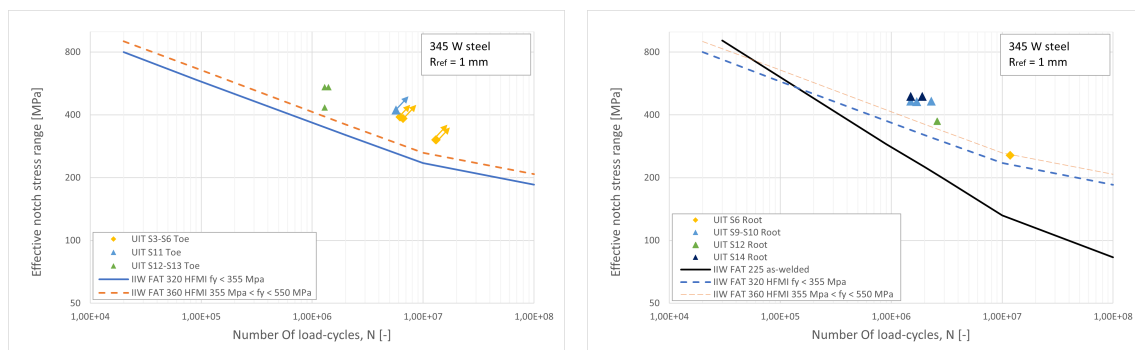 345 W steel
Rref = 1 mm
800
400
200
100
50
Effective notch stress range [MPa]
UIT S3-S6 Toe
UIT S11 Toe
UIT S12-S13 Toe
IIW FAT 320 HFMI fy < 355 Mpa
IIW FAT 360 HFMI 355 Mpa < fy < 550 MPa
1,00E+04 1,00E+05 1,00E+06 1,00E+07 1,00E+08
Number Of load-cycles, N [-]
345 W steel
Rref = 1 mm
800
400
200
100
50
Effective notch stress range [MPa]
UIT S6 Root
UIT S9-S10 Root
UIT S12 Root
UIT S14 Root
IIW FAT 225 as-welded
IIW FAT 320 HFMI fy < 355 Mpa
IIW FAT 360 HFMI 355 Mpa < fy < 550 MPa
1,00E+04 1,00E+05 1,00E+06 1,00E+07 1,00E+08
Number Of load-cycles, N [-]